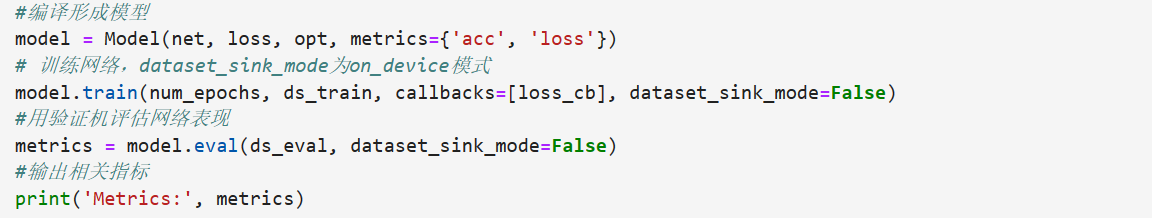 #编译形成模型
model = Model(net, loss, opt, metrics={'acc', 'loss'})
# 训练网络，dataset_sink_mode为on_device模式
model.train(num_epochs, ds_train, callbacks=[loss_cb], dataset_sink_mode=False)
#用验证机评估网络表现
metrics = model.eval(ds_eval, dataset_sink_mode=False)
#输出相关指标
print('Metrics:', metrics)